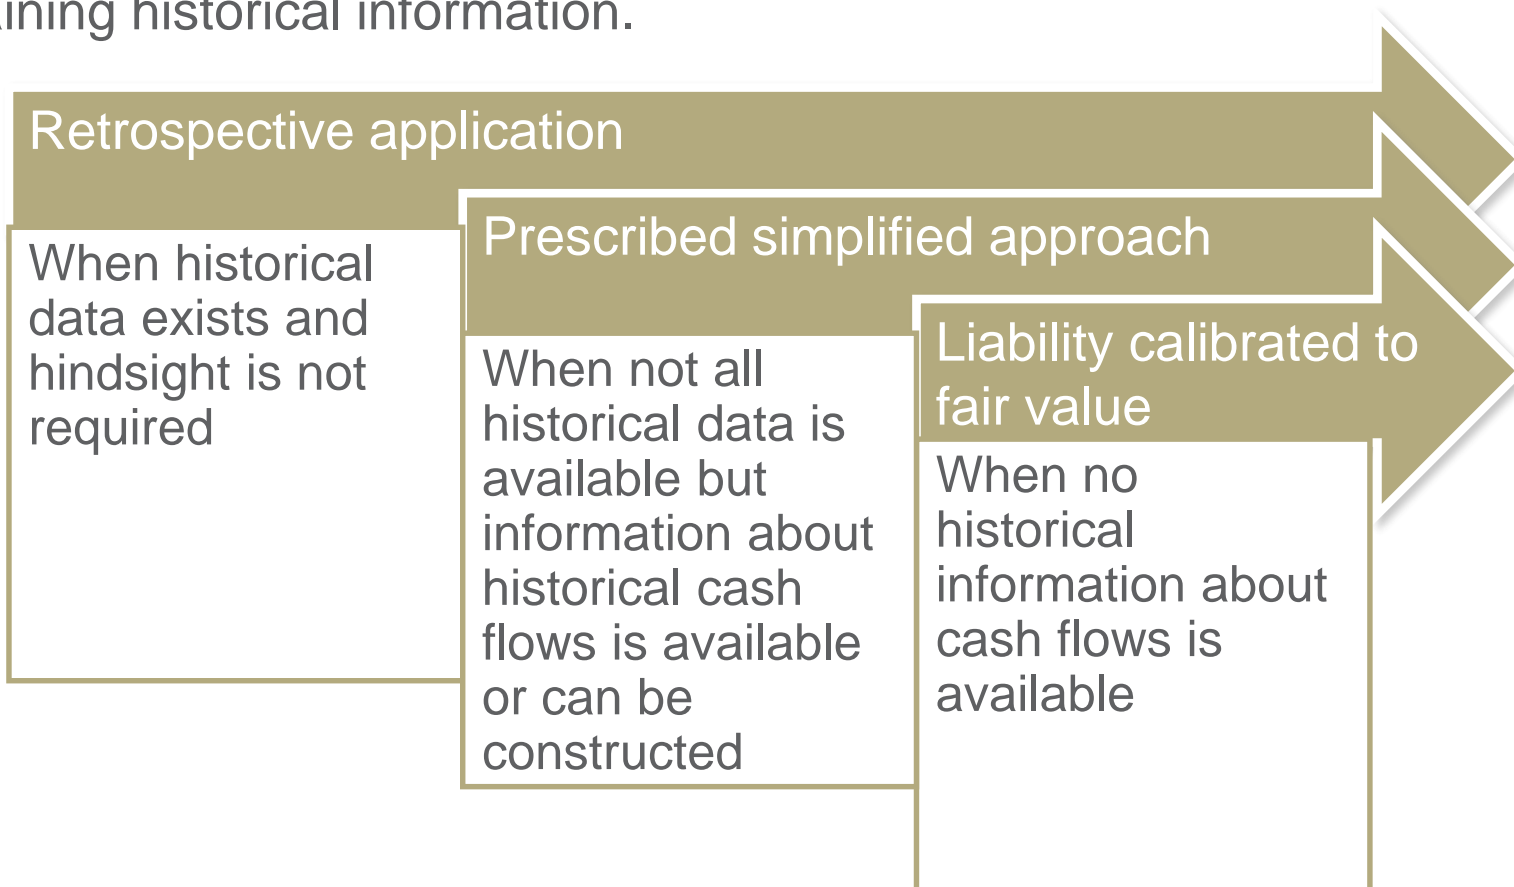 historical information.
Retrospective application
When historical
data exists and
hindsight is not
required
Prescribed simplified approach
When not all
historical data is
available but
information about
historical cash
flows is available
or can be
constructed
Liability calibrated to
fair value
When no
historical
information about
cash flows is
available